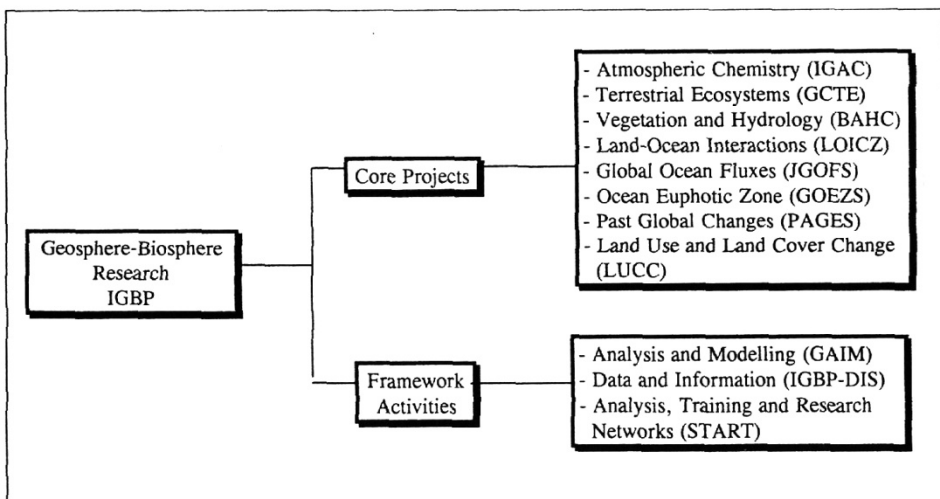 Geosphere-Biosphere
Research
IGBP
Core Projects
- Atmospheric Chemistry (IGAC)
- Terrestrial Ecosystems (GCTE)
- Vegetation and Hydrology (BAHC)
- Land-Ocean Interactions (LOICZ)
- Global Ocean Fluxes (JGOFS)
- Ocean Euphotic Zone (GOEZS)
- Past Global Changes (PAGES)
- Land Use and Land Cover Change
(LUCC)
Framework
Activities
- Analysis and Modelling (GAIM)
- Data and Information (IGBP-DIS)
- Analysis, Training and Research
Networks (START)